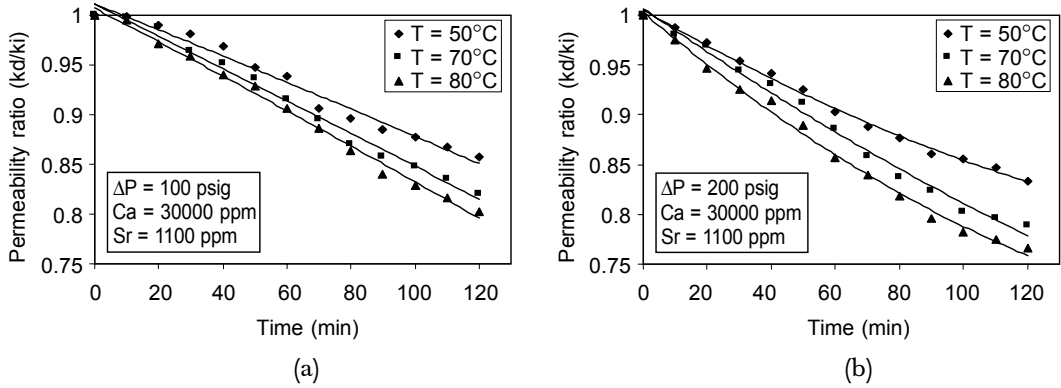 Permeability ratio (kd/ki)
1
0.95
0.9
0.85
0.8
0.75
T = 50°C
T = 70°C
T = 80°C
ΔP = 100 psig
Ca = 30000 ppm
Sr = 1100 ppm
0 20 40 60 80 100 120
Time (min)
(a)
Permeability ratio (kd/ki)
1
0.95
0.9
0.85
0.8
0.75
T = 50°C
T = 70°C
T = 80°C
ΔP = 200 psig
Ca = 30000 ppm
Sr = 1100 ppm
0 20 40 60 80 100 120
Time (min)
(b)